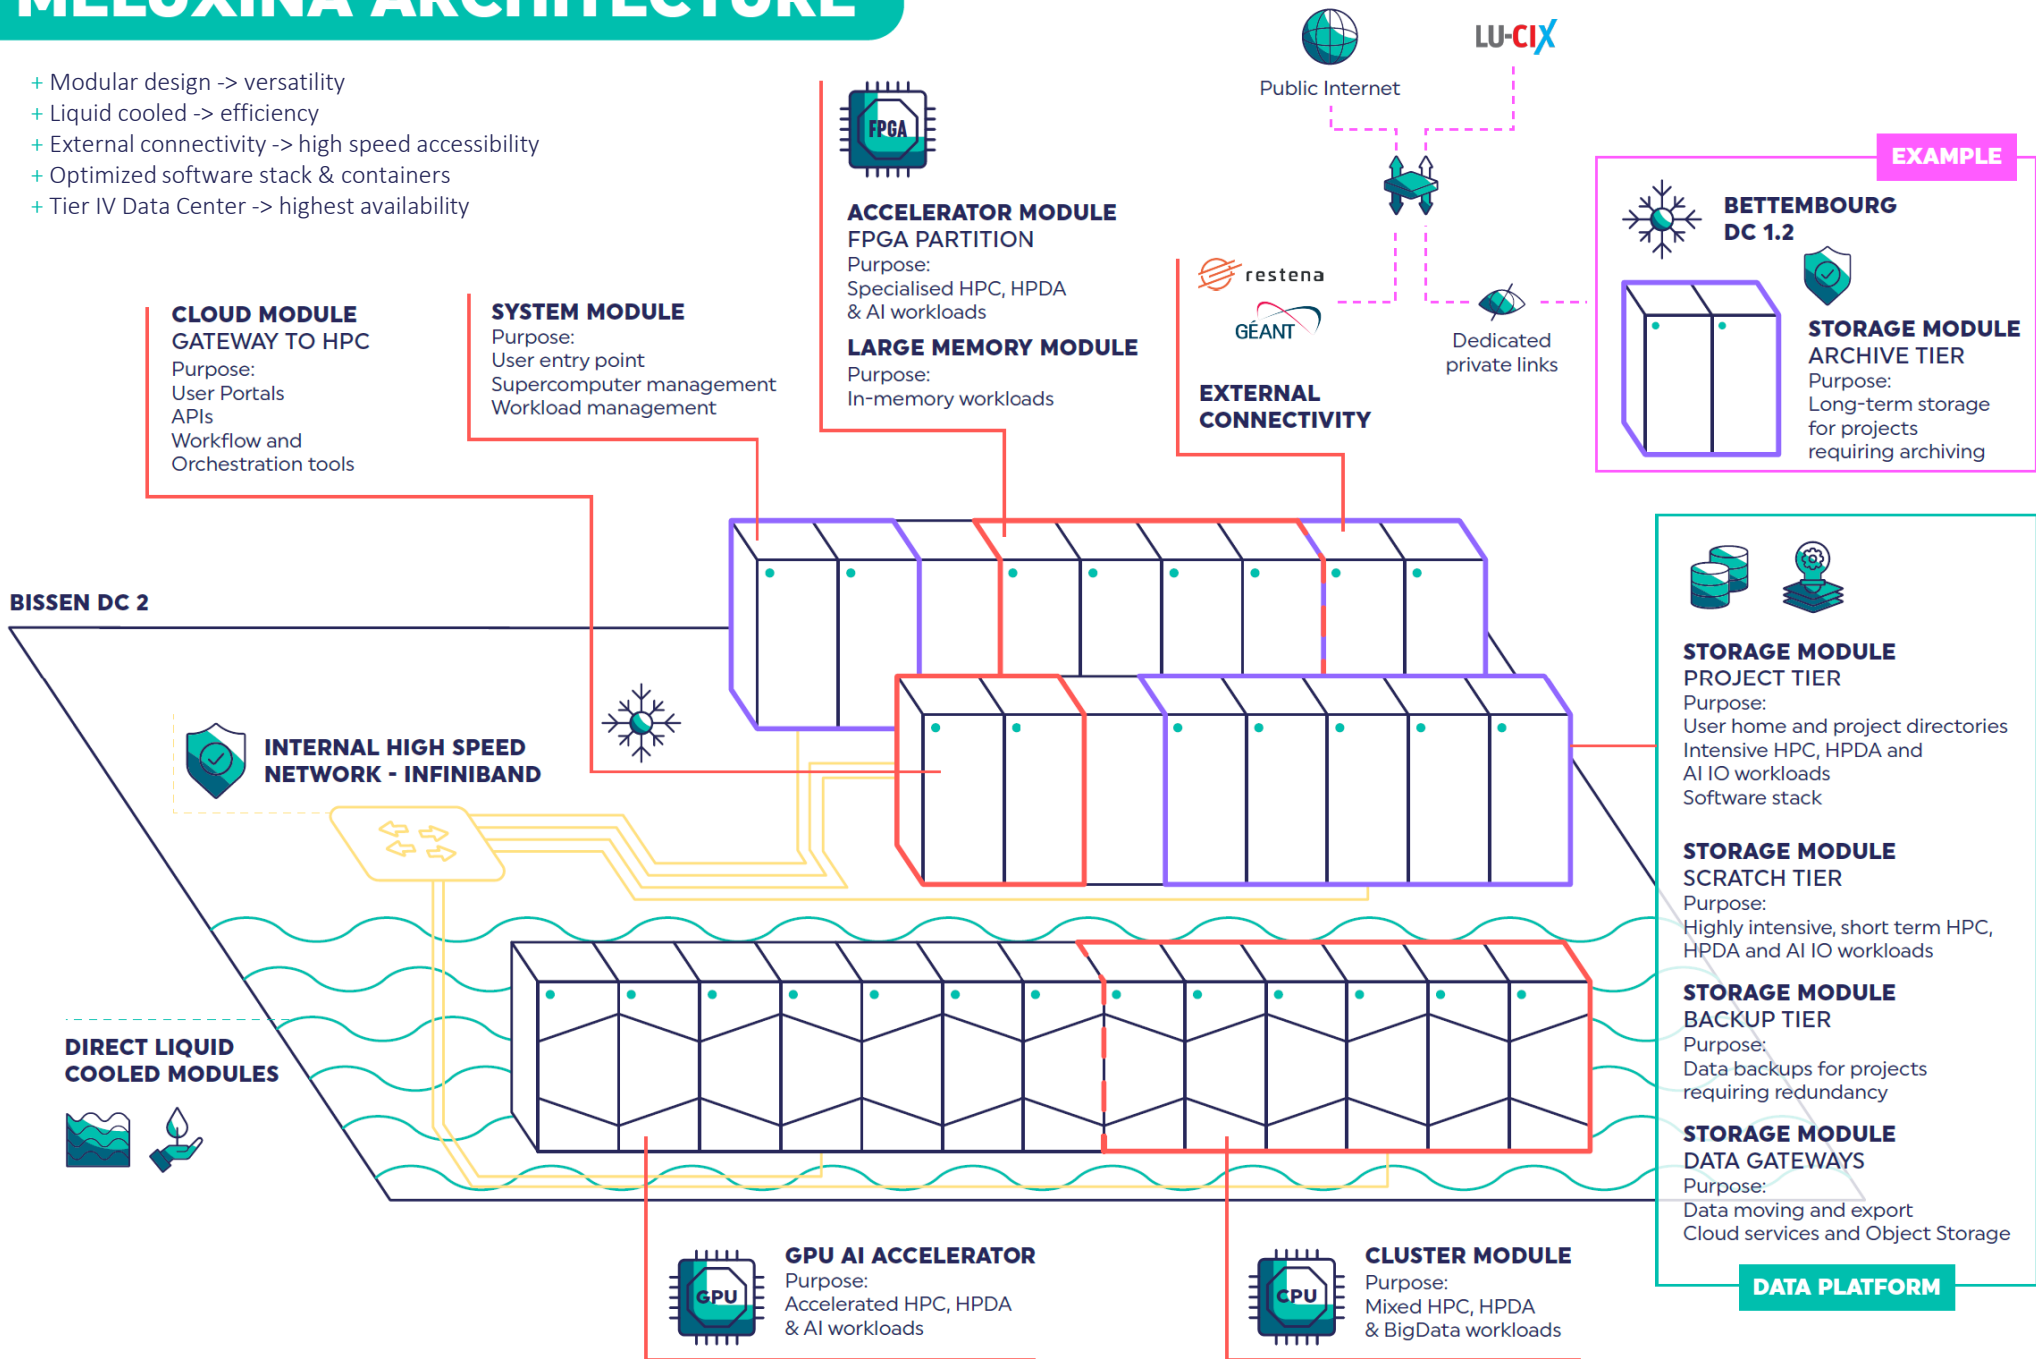 MELUXINA ARCHITECTURE
+ Modular design -> versatility
+ Liquid cooled -> efficiency
+ External connectivity -> high speed accessibility
+ Optimized software stack & containers
+ Tier IV Data Center -> highest availability
CLOUD MODULE
GATEWAY TO HPC
Purpose:
User Portals
APIs
Workflow and
Orchestration tools
SYSTEM MODULE
Purpose:
User entry point
Supercomputer management
Workload management
FPGA
ACCELERATOR MODULE
FPGA PARTITION
Purpose:
Specialised HPC, HPDA
& AI workloads
LARGE MEMORY MODULE
Purpose:
In-memory workloads
Public Internet
LU-CIX
restena
GÉANT
Dedicated
private links
EXTERNAL
CONNECTIVITY
EXAMPLE
BETTEMBOURG
DC 1.2
STORAGE MODULE
ARCHIVE TIER
Purpose:
Long-term storage
for projects
requiring archiving
BISSEN DC 2
INTERNAL HIGH SPEED
NETWORK - INFINIBAND
DIRECT LIQUID
COOLED MODULES
STORAGE MODULE
PROJECT TIER
Purpose:
User home and project directories
Intensive HPC, HPDA and
AI IO workloads
Software stack
STORAGE MODULE
SCRATCH TIER
Purpose:
Highly intensive, short term HPC,
HPDA and AI IO workloads
STORAGE MODULE
BACKUP TIER
Purpose:
Data backups for projects
requiring redundancy
STORAGE MODULE
DATA GATEWAYS
Purpose:
Data moving and export
Cloud services and Object Storage
DATA PLATFORM
GPU
GPU AI ACCELERATOR
Purpose:
Accelerated HPC, HPDA
& AI workloads
CPU
CLUSTER MODULE
Purpose:
Mixed HPC, HPDA
& BigData workloads